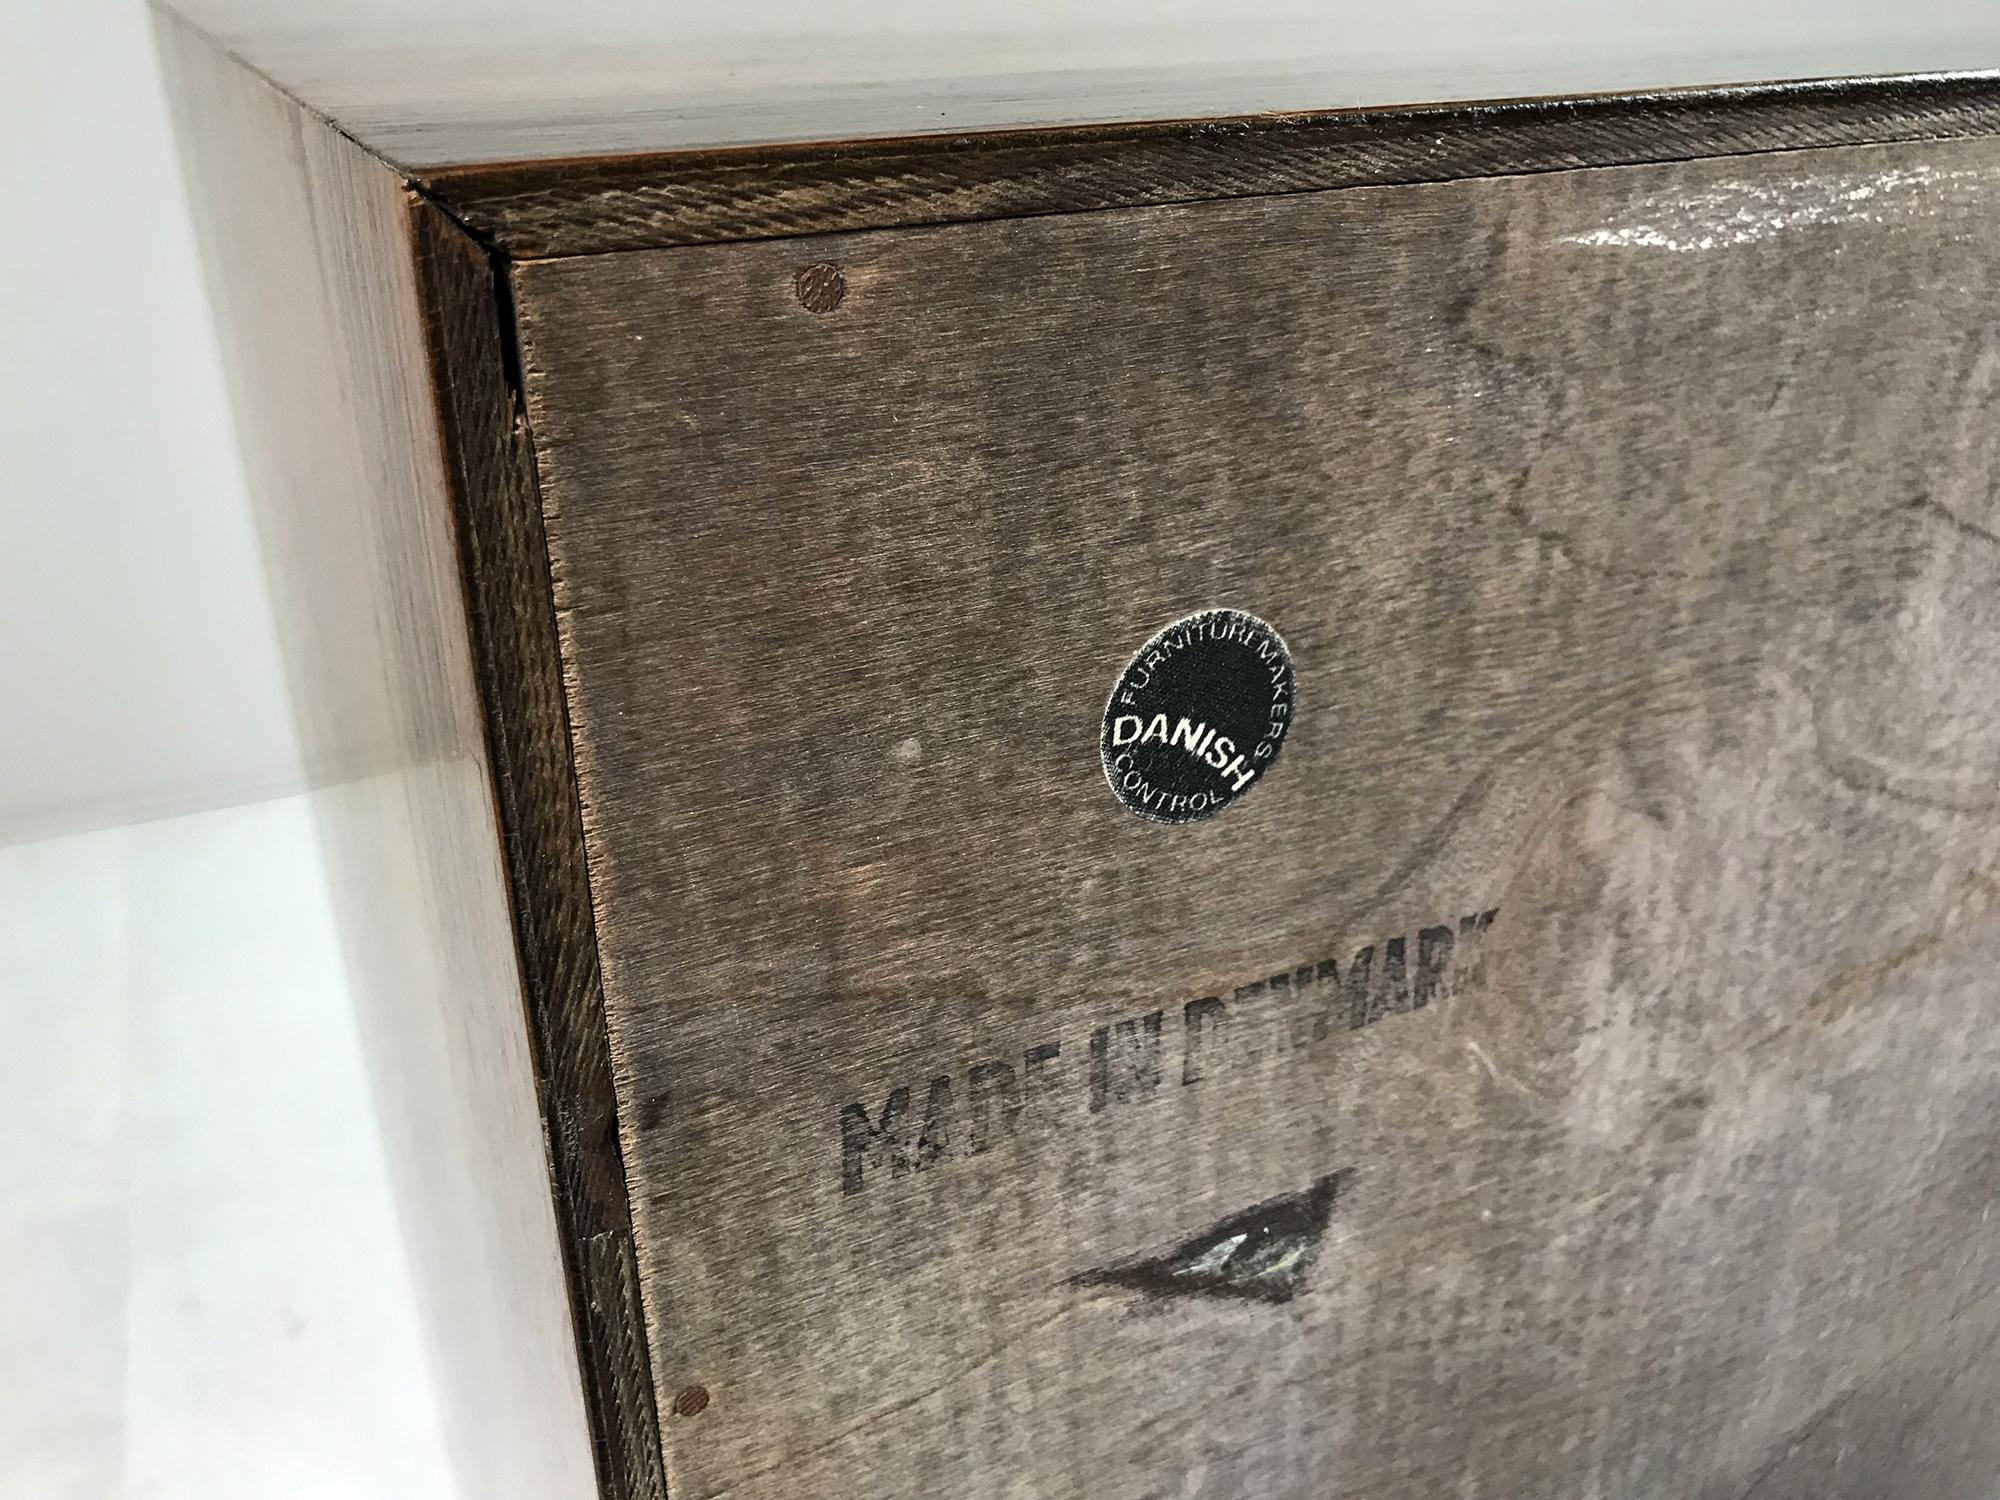 FURNITUREMAKERS
DANISH
CONTROL
MADE IN DENMARK